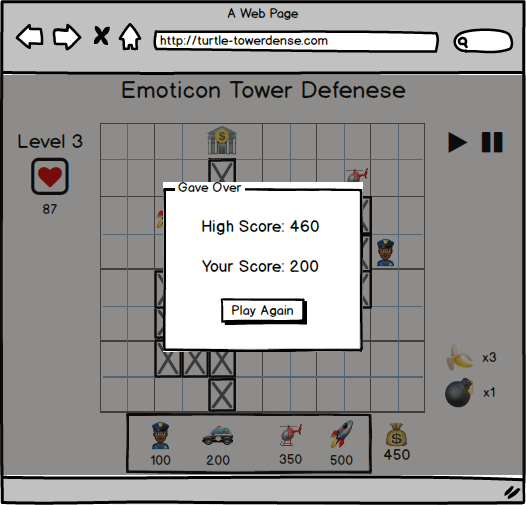 A Web Page
http://turtle-towerdense.com
Emoticon Tower Defenese
Level 3
87
Gave Over
High Score: 460
Your Score: 200
Play Again
x3
x1
100 200 350 500 450